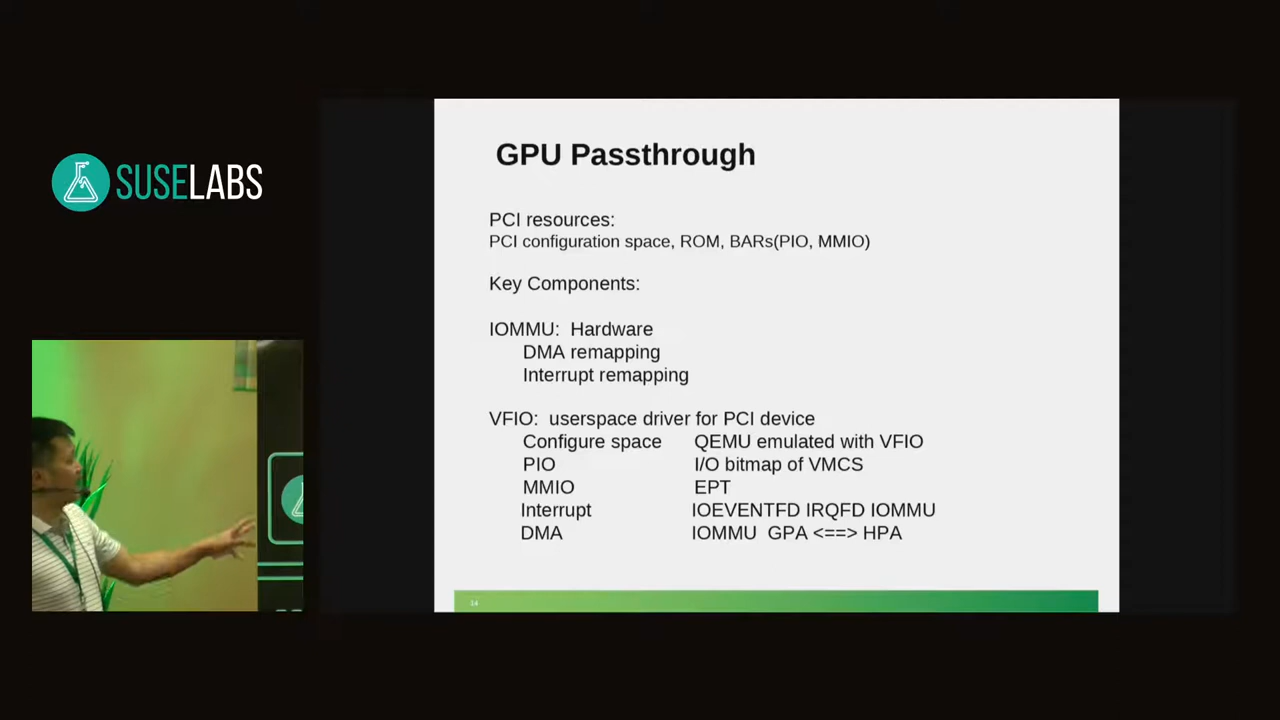 SUSELABS
GPU Passthrough
PCI resources:
PCI configuration space, ROM, BARs(PIO, MMIO)
Key Components:
IOMMU: Hardware
DMA remapping
Interrupt remapping
VFIO: userspace driver for PCI device
Configure space QEMU emulated with VFIO
PIO I/O bitmap of VMCS
MMIO EPT
Interrupt IOEVENTFD IRQFD IOMMU
DMA IOMMU GPA <==> HPA
14